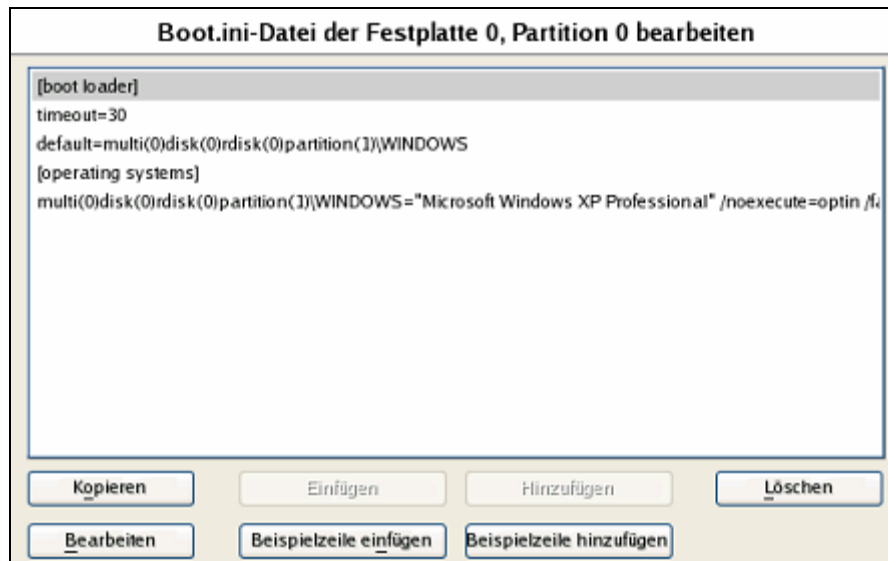 Boot.ini-Datei der Festplatte 0, Partition 0 bearbeiten
[boot loader]
timeout=30
default=multi(0)disk(0)rdisk(0)partition(1)\WINDOWS
[operating systems]
multi(0)disk(0)rdisk(0)partition(1)\WINDOWS="Microsoft Windows XP Professional" /noexecute=optin
Kopieren Einfügen Hinzufügen Löschen
Bearbeiten Beispielzeile einfügen Beispielzeile hinzufügen